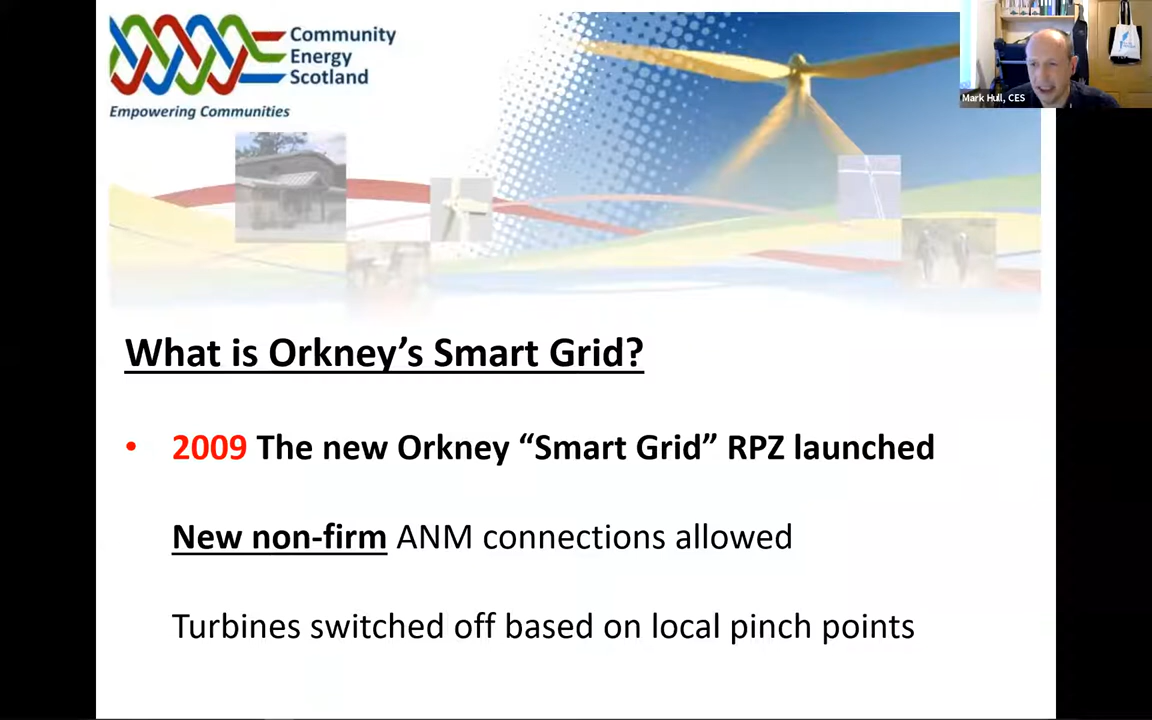 Community
Energy
Scotland
Empowering Communities
Mark Hull, CES
What is Orkney’s Smart Grid?
• 2009 The new Orkney “Smart Grid” RPZ launched
New non-firm ANM connections allowed
Turbines switched off based on local pinch points